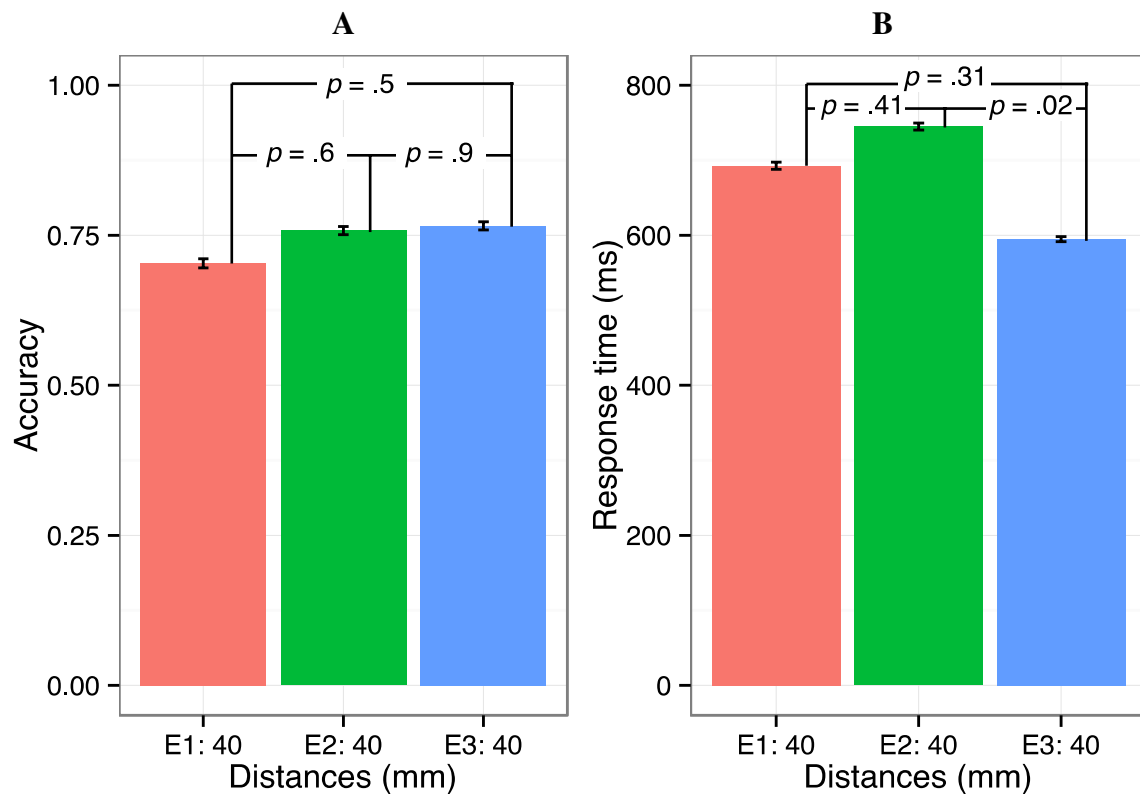 A
p = .5
p = .6
p = .9
1.00
0.75
0.50
0.25
0.00
Accuracy
E1: 40 E2: 40 E3: 40
Distances (mm)
B
p = .31
p = .41
p = .02
800
600
400
200
0
Response time (ms)
E1: 40 E2: 40 E3: 40
Distances (mm)